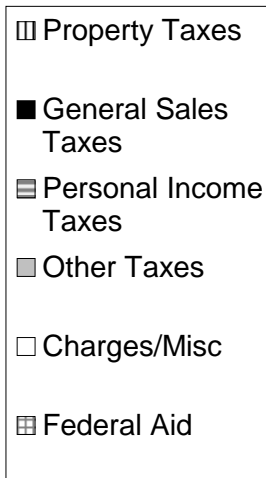 Property Taxes
General Sales
Taxes
Personal Income
Taxes
Other Taxes
Charges/Misc
Federal Aid